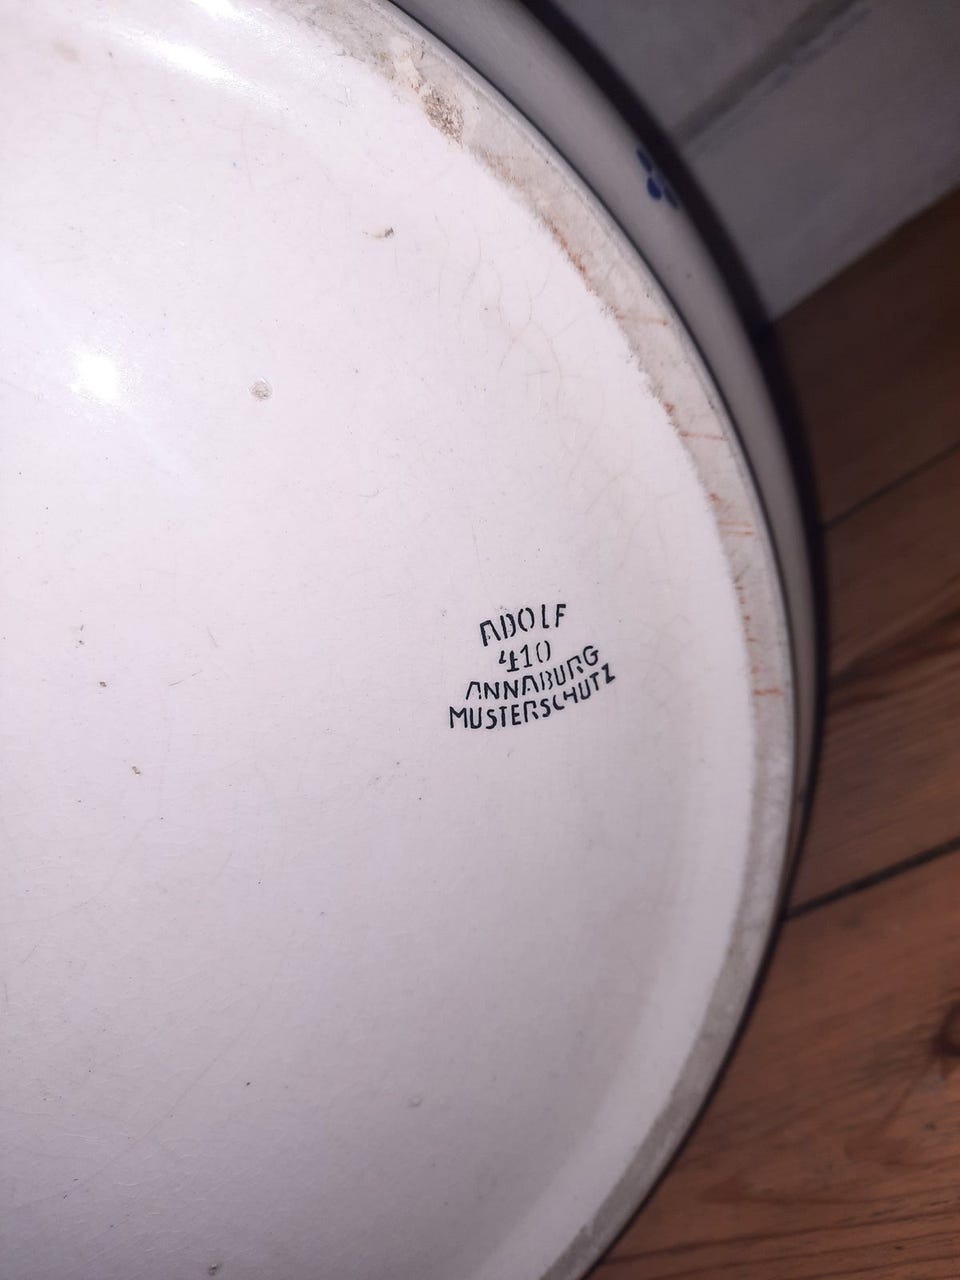 ADOLF
410
ANNABURG
MUSTERSCHUTZ